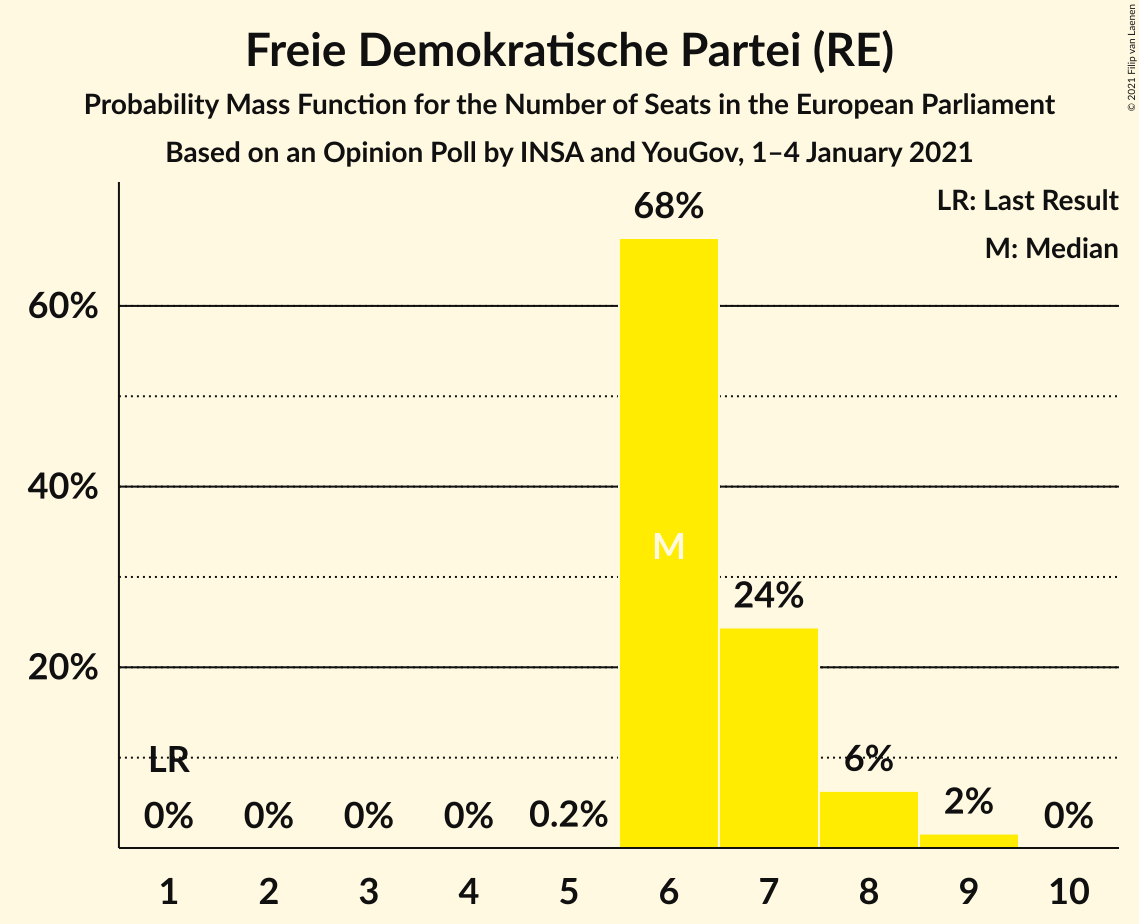 Freie Demokratische Partei (RE)
Probability Mass Function for the Number of Seats in the European Parliament
Based on an Opinion Poll by INSA and YouGov, 1–4 January 2021
© 2021 Filip van Laenen
LR: Last Result
M: Median
68%
60%
40%
M
24%
20%
LR
6%
0% 0% 0% 0% 0.2% 2% 0%
1 2 3 4 5 6 7 8 9 10